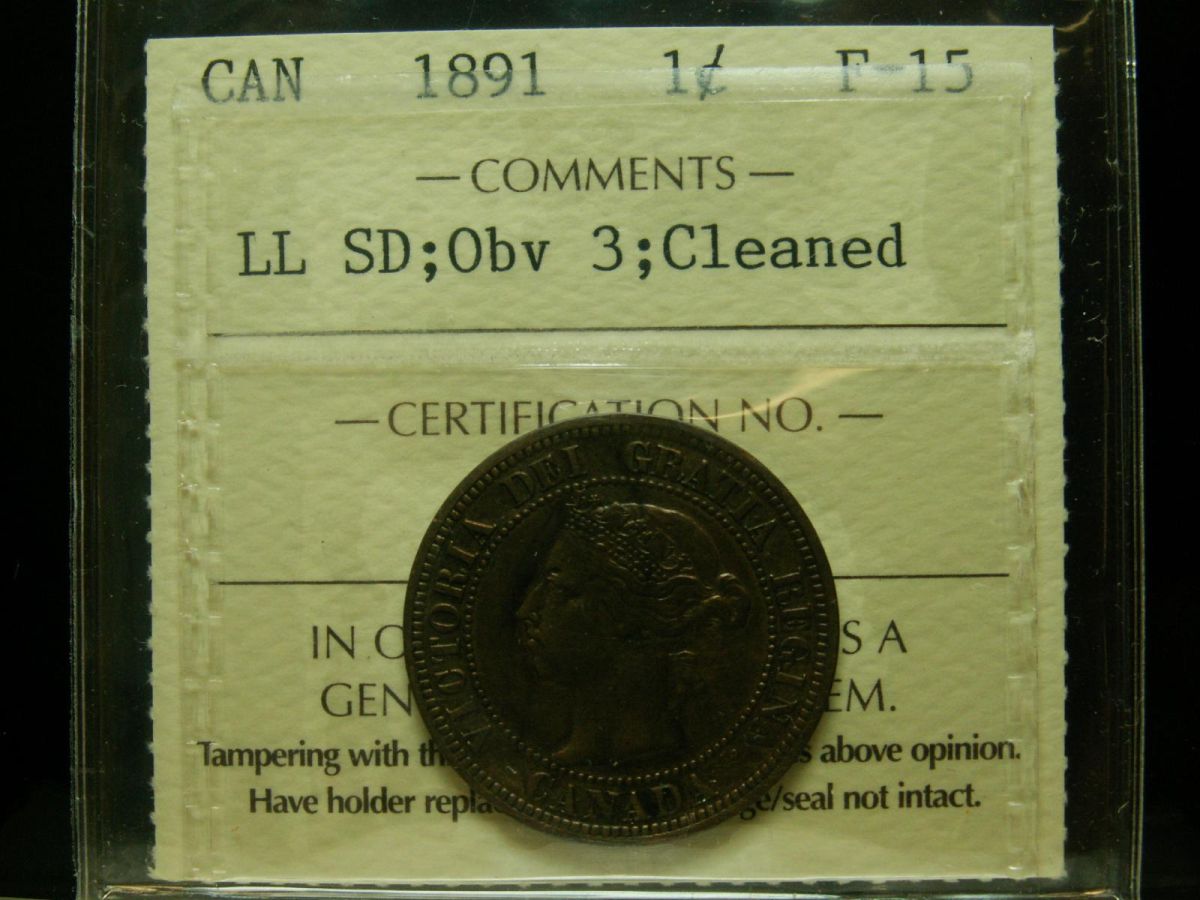 CAN 1891 1¢ F-15
— COMMENTS —
LL SD;Obv 3;Cleaned
— CERTIFICATION NO. —
VICTORIA DEI GRATIA REGINA
CANADA
IN O S A
GEN EM.
Tampering with th s above opinion.
Have holder repla ge/seal not intact.